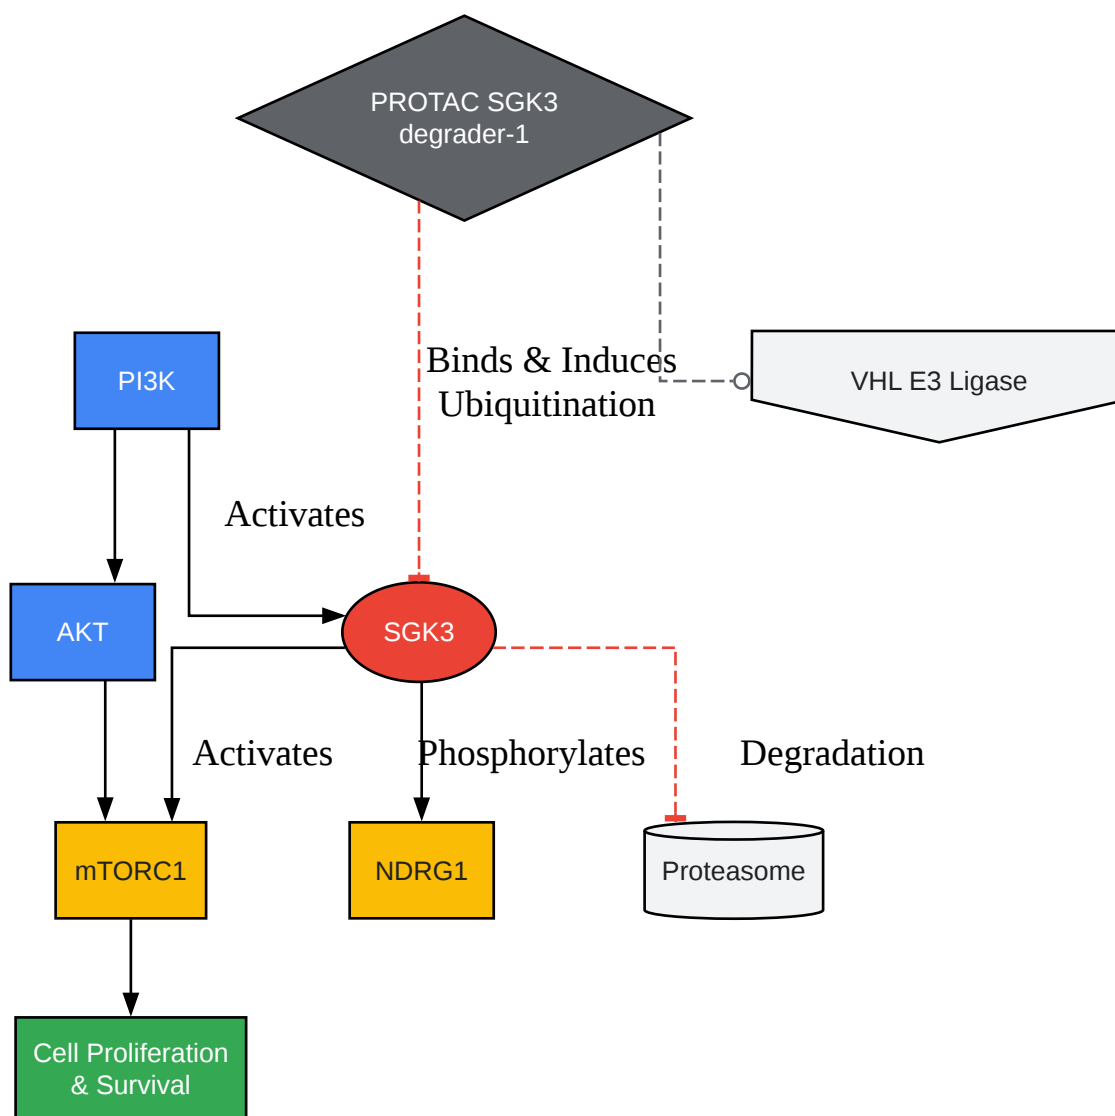 PROTAC SGK3
degrader-1
Binds & Induces
Ubiquitination
PI3K
VHL E3 Ligase
Activates
AKT
SGK3
Activates
Phosphorylates
Degradation
mTORC1
NDRG1
Proteasome
Cell Proliferation
& Survival